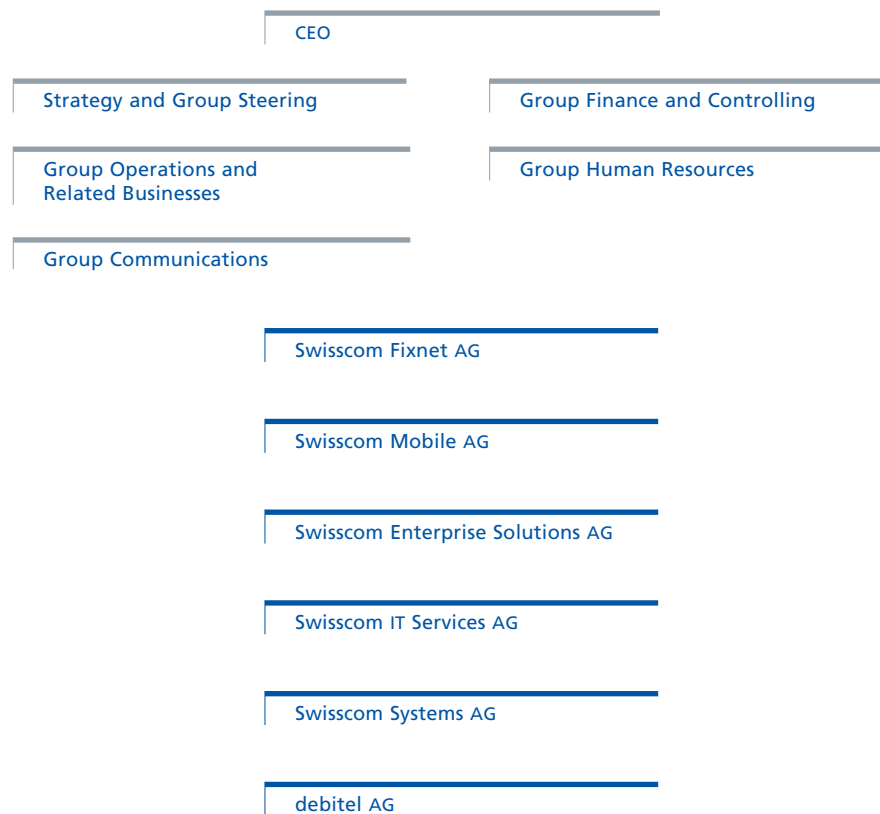 CEO
Strategy and Group Steering
Group Finance and Controlling
Group Operations and
Related Businesses
Group Human Resources
Group Communications
Swisscom Fixnet AG
Swisscom Mobile AG
Swisscom Enterprise Solutions AG
Swisscom IT Services AG
Swisscom Systems AG
debitel AG